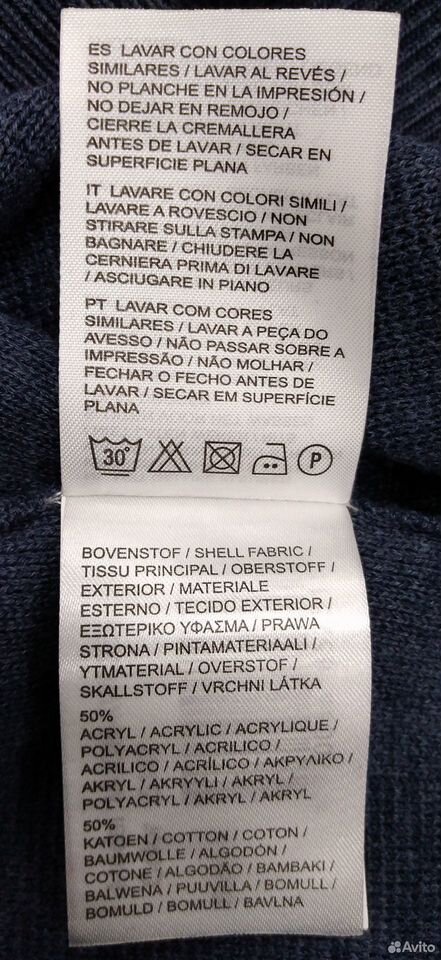 ES LAVAR CON COLORES
SIMILARES / LAVAR AL REVÉS /
NO PLANCHE EN LA IMPRESIÓN /
NO DEJAR EN REMOJO /
CIERRE LA CREMALLERA
ANTES DE LAVAR / SECAR EN
SUPERFICIE PLANA
IT LAVARE CON COLORI SIMILI /
LAVARE A ROVESCIO / NON
STIRARE SULLA STAMPA / NON
BAGNARE / CHIUDERE LA
CERNIERA PRIMA DI LAVARE
/ ASCIUGARE IN PIANO
PT LAVAR COM CORES
SIMILARES / LAVAR A PEÇA DO
AVESSO / NÃO PASSAR SOBRE A
IMPRESSÃO / NÃO MOLHAR /
FECHAR O FECHO ANTES DE
LAVAR / SECAR EM SUPERFÍCIE
PLANA
30° P
BOVENSTOF / SHELL FABRIC /
TISSU PRINCIPAL / OBERSTOFF /
EXTERIOR / MATERIALE
ESTERNO / TECIDO EXTERIOR /
ΕΞΩΤΕΡΙΚΟ ΥΦΑΣΜΑ / PRAWA
STRONA / PINTAMATERIAALI /
YTMATERIAL / OVERSTOF /
SKALLSTOFF / VRCHNI LÁTKA
50%
ACRYL / ACRYLIC / ACRYLIQUE /
POLYACRYL / ACRILICO /
ACRILICO / ACRÍLICO / ΑΚΡΥΛΙΚΟ /
AKRYL / AKRYYLI / AKRYL /
POLYACRYL / AKRYL / AKRYL
50%
KATOEN / COTTON / COTON /
BAUMWOLLE / ALGODÓN /
COTONE / ALGODÃO / BAMBAKI /
BALWENA / PUUVILLA / BOMULL /
BOMULD / BOMULL / BAVLNA
Avito